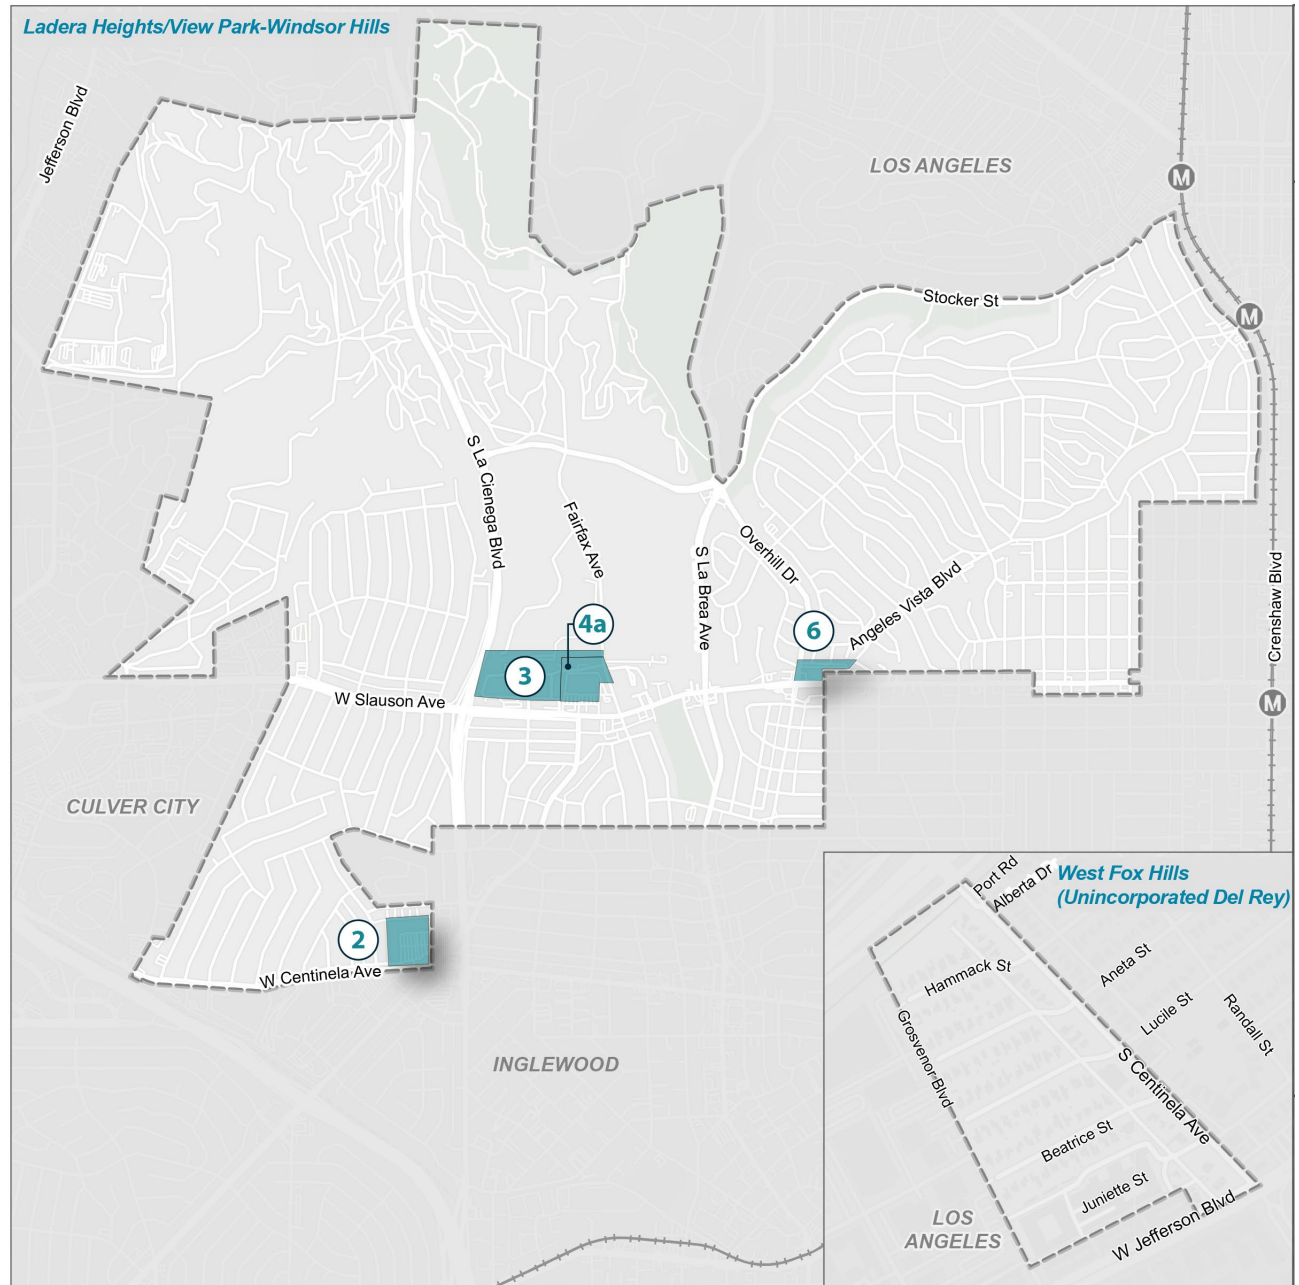 Ladera Heights/View Park-Windsor Hills
Jefferson Blvd
LOS ANGELES
M
Stocker St
M
S La Cienega Blvd
Fairfax Ave
S La Brea Ave
Overhill Dr
Angeles Vista Blvd
Crenshaw Blvd
4a
6
3
W Slauson Ave
M
CULVER CITY
2
W Centinela Ave
INGLEWOOD
West Fox Hills
(Unincorporated Del Rey)
Port Rd
Alberta Dr
Hammack St
Aneta St
Lucile St
Randall St
Grosvenor Blvd
S Centinela Ave
Beatrice St
Juniette St
W Jefferson Blvd
LOS
ANGELES